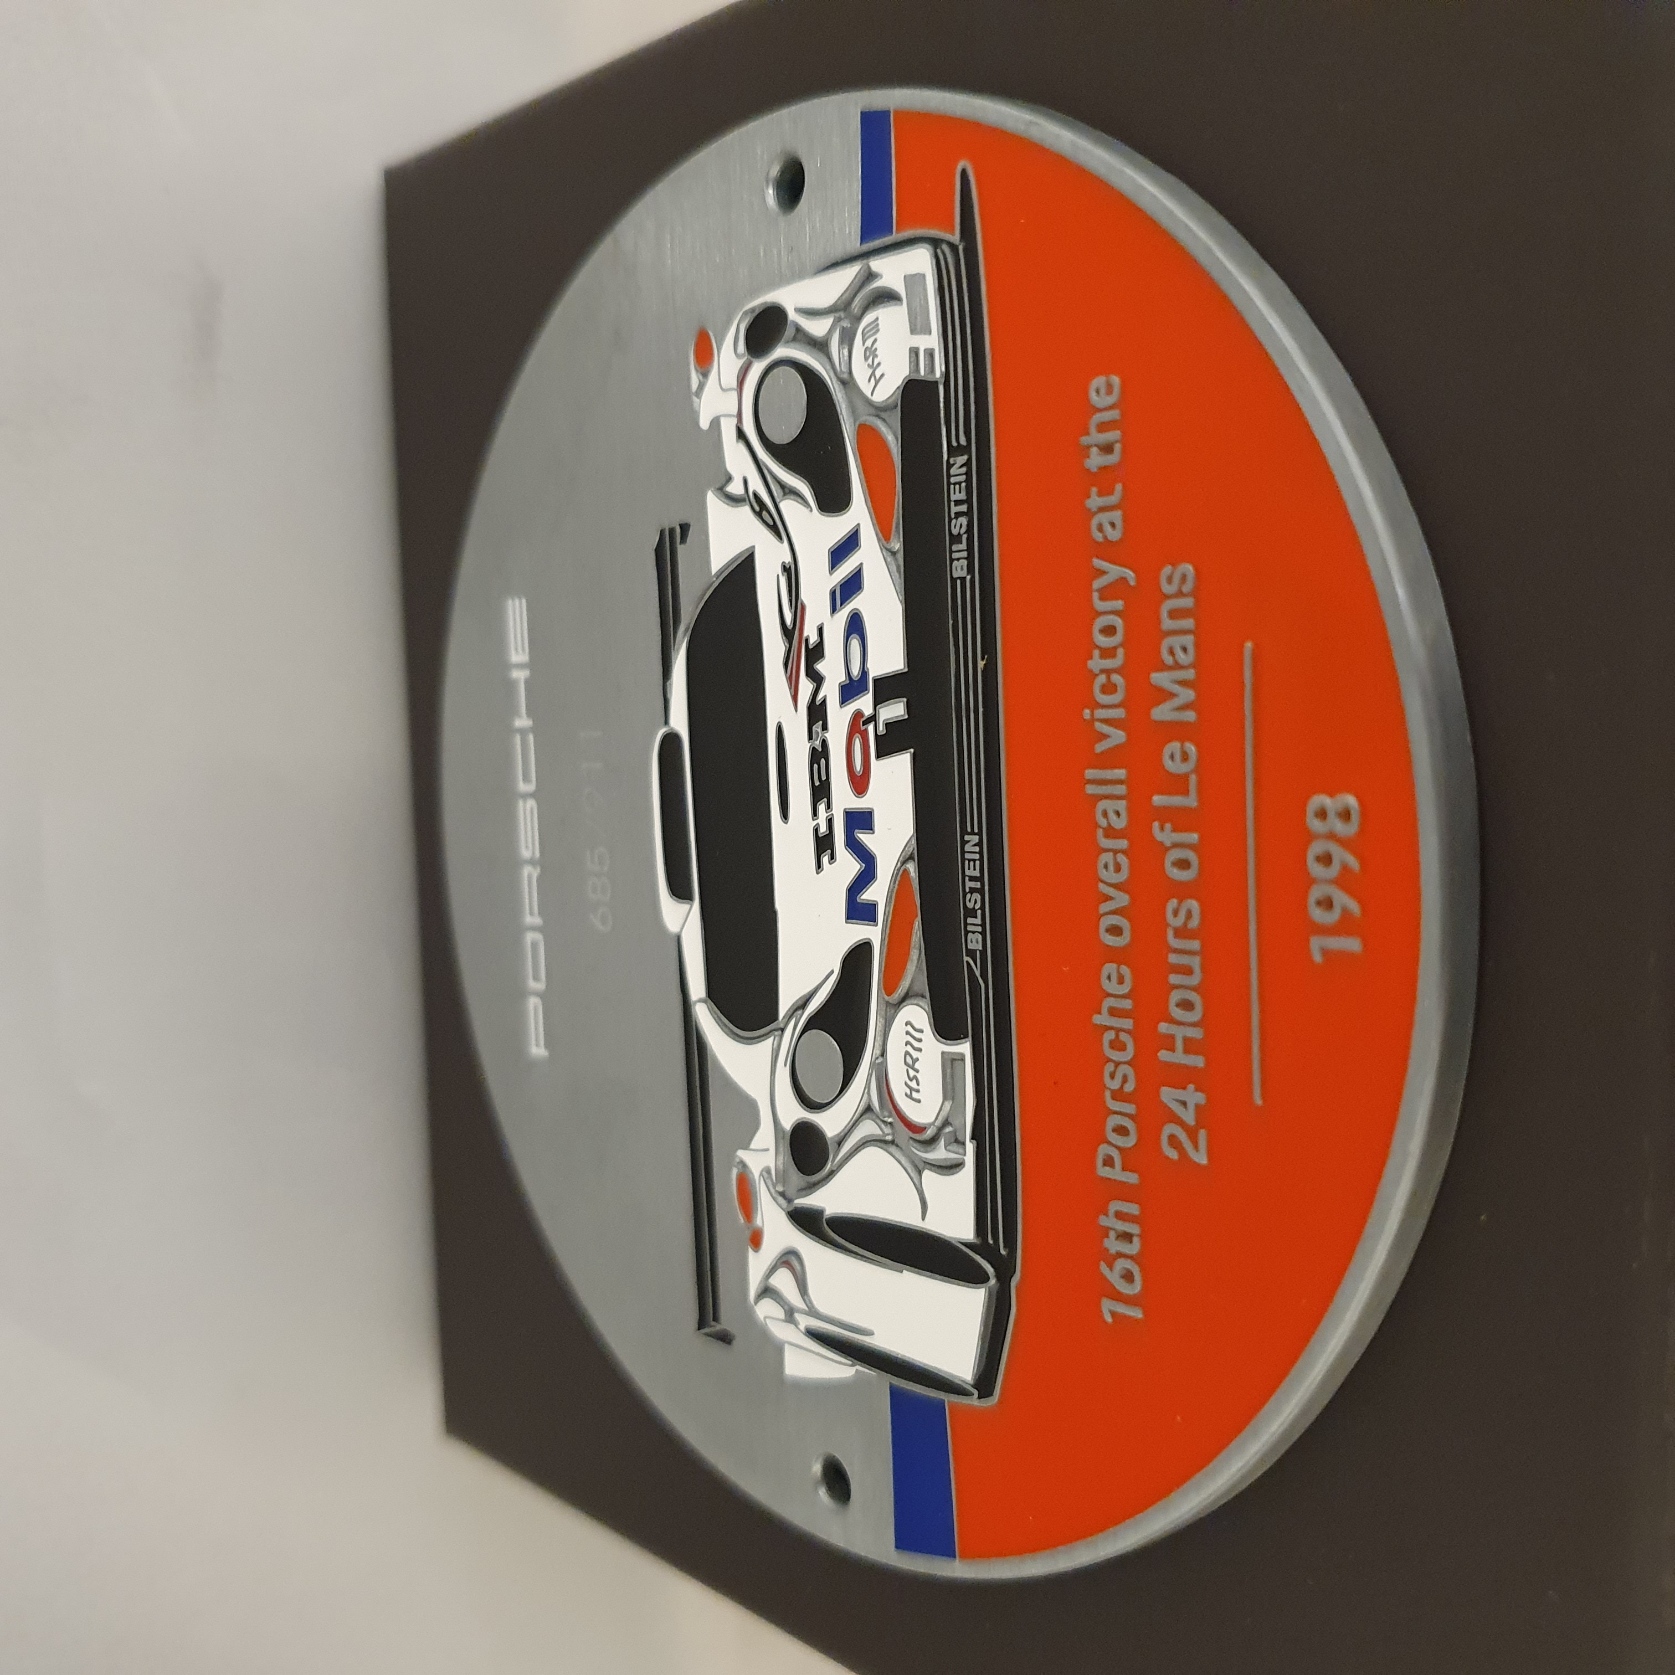 PORSCHE
685/911
IBM
Mobil
1
HSRIII
HSRIII
BILSTEIN
BILSTEIN
16th Porsche overall victory at the
24 Hours of Le Mans
1998